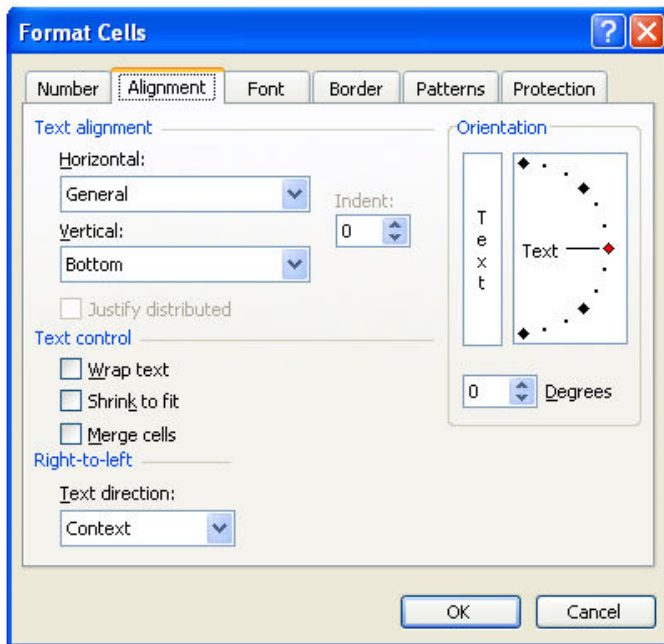 Format Cells
Number Alignment Font Border Patterns Protection
Text alignment
Horizontal:
General
Vertical:
Bottom
Indent:
0
Justify distributed
Text control
Wrap text
Shrink to fit
Merge cells
Right-to-left
Text direction:
Context
Orientation
Text
Text
0 Degrees
OK Cancel